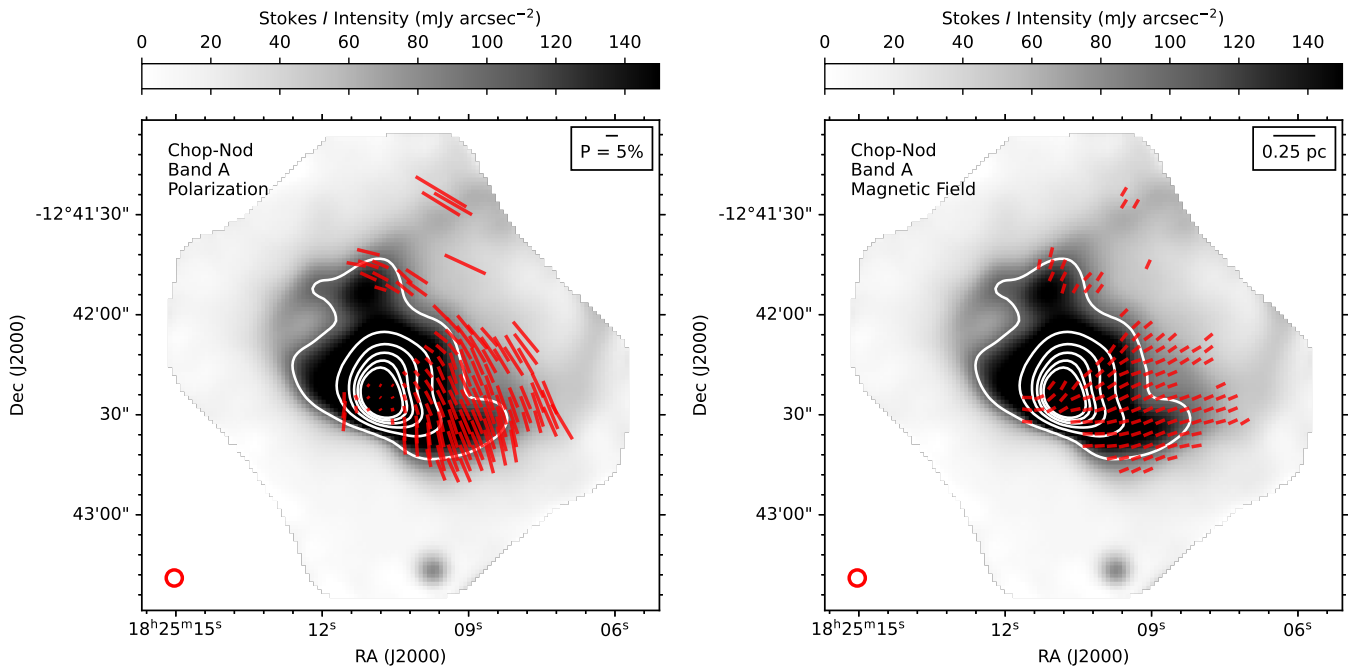 Stokes I Intensity (mJy arcsec⁻²)
0 20 40 60 80 100 120 140
Chop-Nod
Band A
Polarization
P = 5%
-12°41'30"
42'00"
30"
43'00"
Dec (J2000)
18ʰ25ᵐ15ˢ 12ˢ 09ˢ 06ˢ
RA (J2000)
Stokes I Intensity (mJy arcsec⁻²)
0 20 40 60 80 100 120 140
Chop-Nod
Band A
Magnetic Field
0.25 pc
-12°41'30"
42'00"
30"
43'00"
Dec (J2000)
18ʰ25ᵐ15ˢ 12ˢ 09ˢ 06ˢ
RA (J2000)